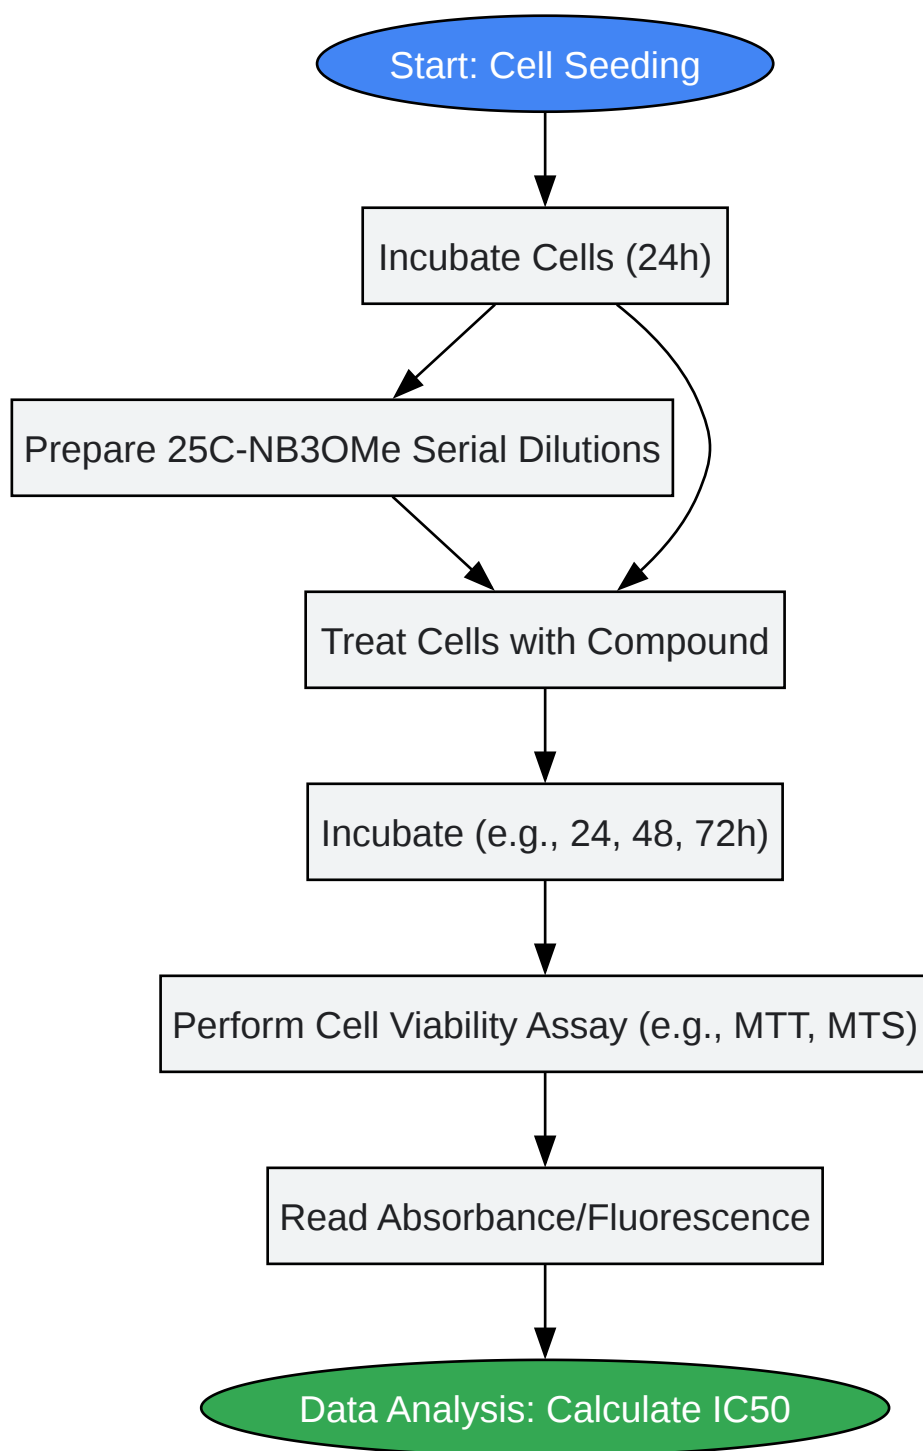 Start: Cell Seeding
Incubate Cells (24h)
Prepare 25C-NB3OMe Serial Dilutions
Treat Cells with Compound
Incubate (e.g., 24, 48, 72h)
Perform Cell Viability Assay (e.g., MTT, MTS)
Read Absorbance/Fluorescence
Data Analysis: Calculate IC50